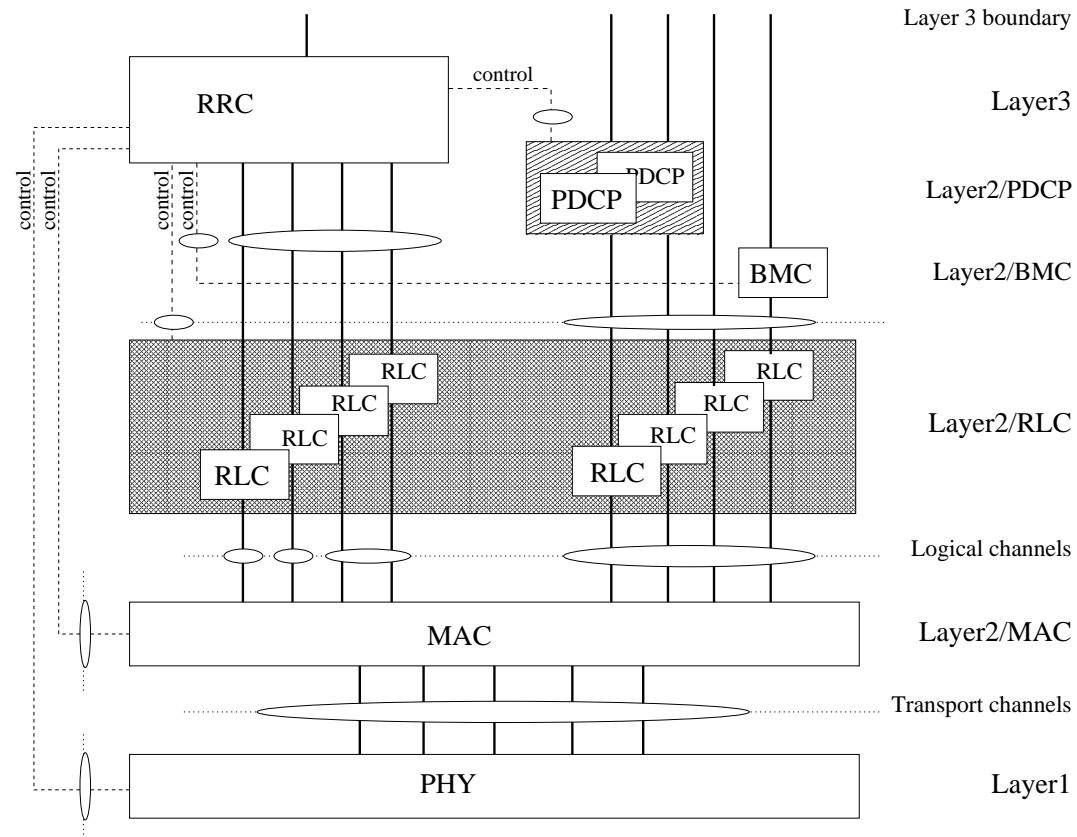 Layer 3 boundary
control
RRC
Layer3
control
control
control
control
PDCP
PDCP
Layer2/PDCP
BMC
Layer2/BMC
RLC
RLC
RLC
RLC
RLC
RLC
RLC
RLC
Layer2/RLC
Logical channels
MAC
Layer2/MAC
Transport channels
PHY
Layer1